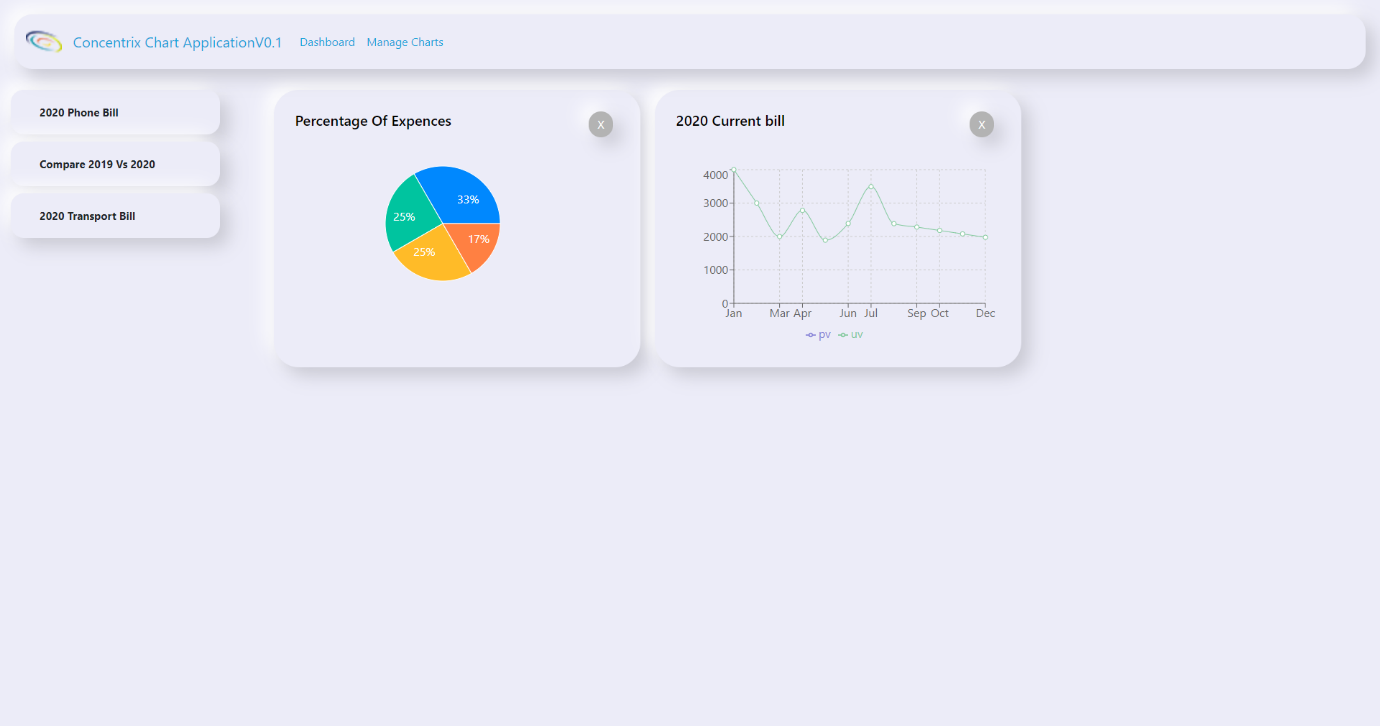 Concentrix Chart ApplicationV0.1 Dashboard Manage Charts
2020 Phone Bill
Compare 2019 Vs 2020
2020 Transport Bill
Percentage Of Expences
X
33%
25%
17%
25%
2020 Current bill
X
4000
3000
2000
1000
0
Jan Mar Apr Jun Jul Sep Oct Dec
pv uv